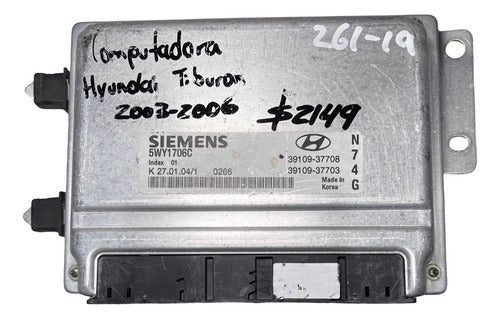 Computadora
Hyundai Tiburon
2003-2006
261-19
$2149
SIEMENS
5WY1706C
Index 01
K 27.01.04/1 0266
39109-37708
39109-37703
Made in
Korea
N
7
4
G